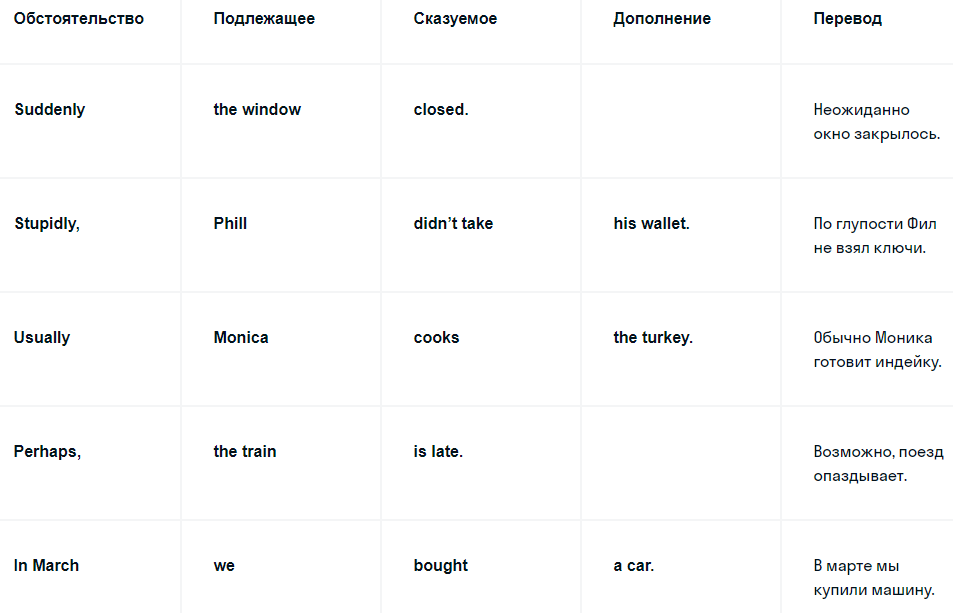 Обстоятельство Подлежащее Сказуемое Дополнение Перевод
Suddenly the window closed. Неожиданно
окно закрылось.
Stupidly, Phill didn’t take his wallet. По глупости Фил
не взял ключи.
Usually Monica cooks the turkey. Обычно Моника
готовит индейку.
Perhaps, the train is late. Возможно, поезд
опаздывает.
In March we bought a car. В марте мы
купили машину.